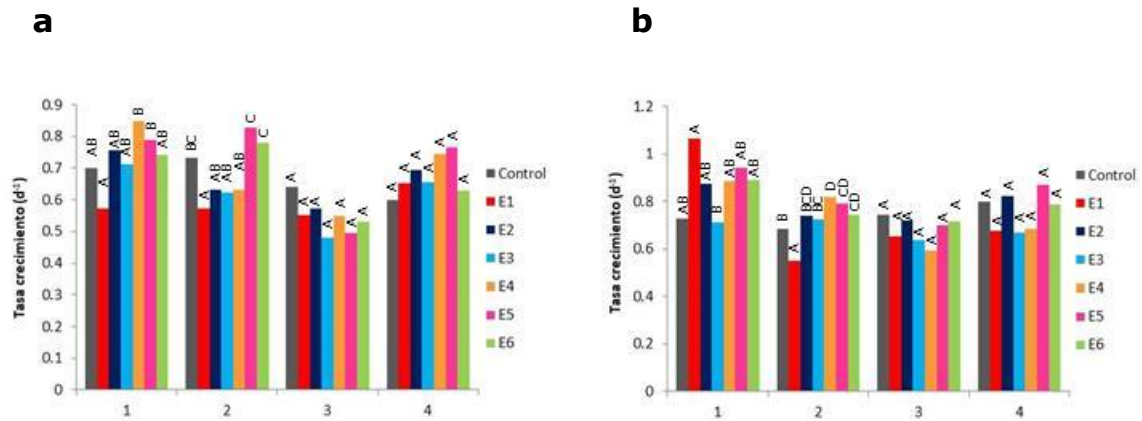 a
b
Tasa crecimiento (d⁻¹)
0.9
0.8
0.7
0.6
0.5
0.4
0.3
0.2
0.1
0
AB A AB AB B B AB
BC A AB AB AB C C
A A A A A A A
A A A A A A A
1 2 3 4
Control
E1
E2
E3
E4
E5
E6
Tasa crecimiento (d⁻¹)
1.2
1
0.8
0.6
0.4
0.2
0
AB A AB B AB AB AB
B A BCD BC D CD CD
A A A A A A A
A A A A A A A
1 2 3 4
Control
E1
E2
E3
E4
E5
E6